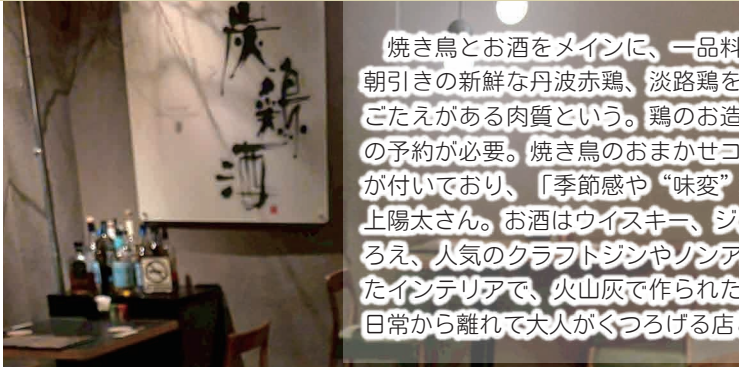 炭
鶏
酒
焼き鳥とお酒をメインに、一品料
朝引きの新鮮な丹波赤鶏、淡路鶏を
ごたえがある肉質という。鶏のお造
の予約が必要。焼き鳥のおまかせコ
が付いており、「季節感や“味変”
上陽太さん。お酒はウイスキー、ジ
ろえ、人気のクラフトジンやノンア
たインテリアで、火山灰で作られた
日常から離れて大人がくつろげる店